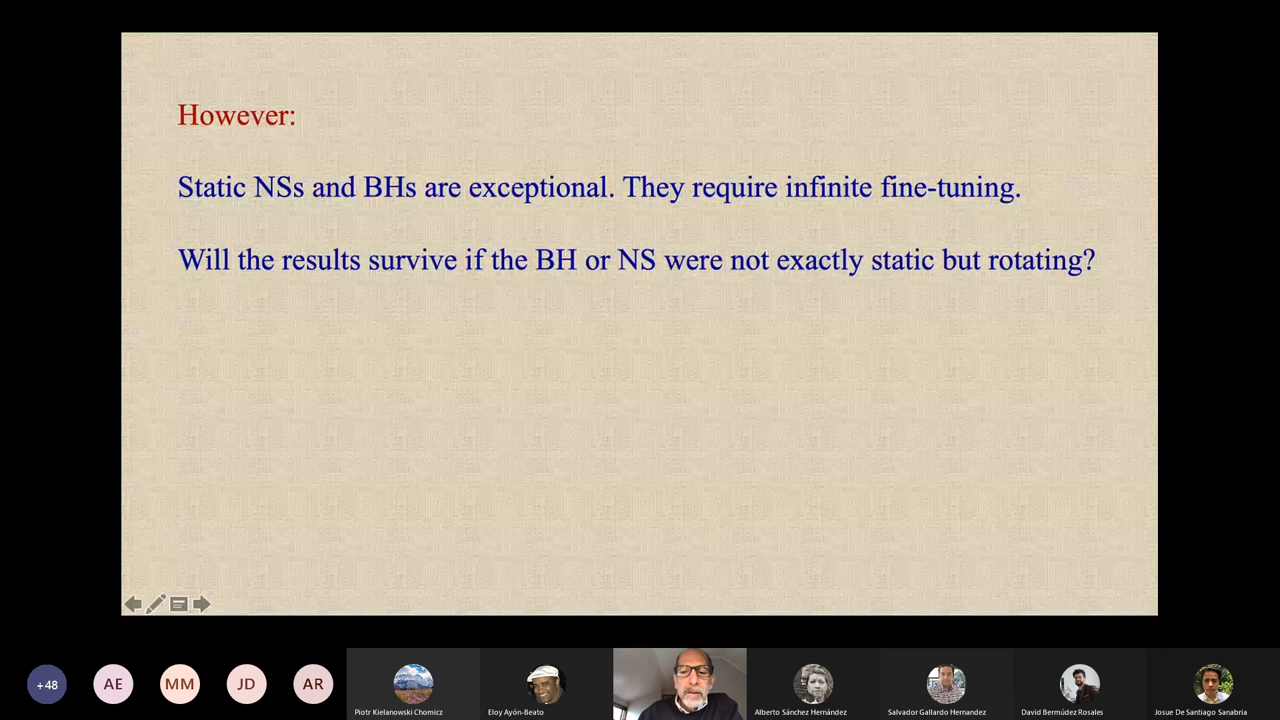 However:
Static NSs and BHs are exceptional. They require infinite fine-tuning.
Will the results survive if the BH or NS were not exactly static but rotating?
+48
AE
MM
JD
AR
Piotr Kielanowski Chomicz
Eloy Ayón-Beato
Alberto Sánchez Hernández
Salvador Gallardo Hernandez
David Bermúdez Rosales
Josue De Santiago Sanabria